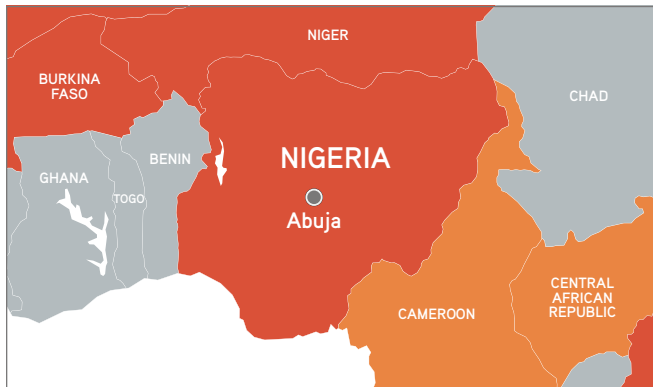 NIGER
BURKINA
FASO
CHAD
NIGERIA
BENIN
GHANA
TOGO
Abuja
CENTRAL
AFRICAN
REPUBLIC
CAMEROON